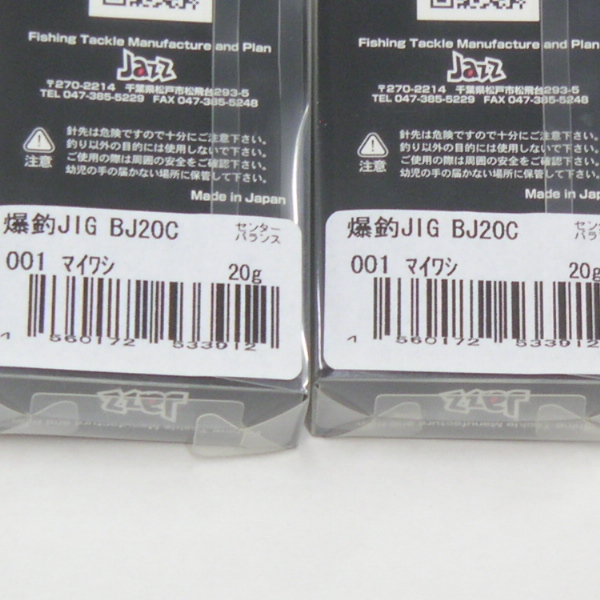 Fishing Tackle Manufacture and Plan
Jazz
〒270-2214 千葉県松戸市松飛台293-5
TEL 047-385-5229 FAX 047-385-5248
注意
針先は危険ですので十分にご注意下さい。
釣り以外の目的には使用しないで下さい。
ご使用の際は周囲の安全をご確認下さい。
幼児の手の届かない場所に保管して下さい。
Made in Japan
爆釣JIG BJ20C センターバランス
001 マイワシ 20g
4 560172 533912
Jazz
Fishing Tackle Manufacture and Plan
Jazz
〒270-2214 千葉県松戸市松飛台293-5
TEL 047-385-5229 FAX 047-385-5248
注意
針先は危険ですので十分にご注意下さい。
釣り以外の目的には使用しないで下さい。
ご使用の際は周囲の安全をご確認下さい。
幼児の手の届かない場所に保管して下さい。
Made in Japan
爆釣JIG BJ20C
001 マイワシ 20g
4 560172 533912
Jazz